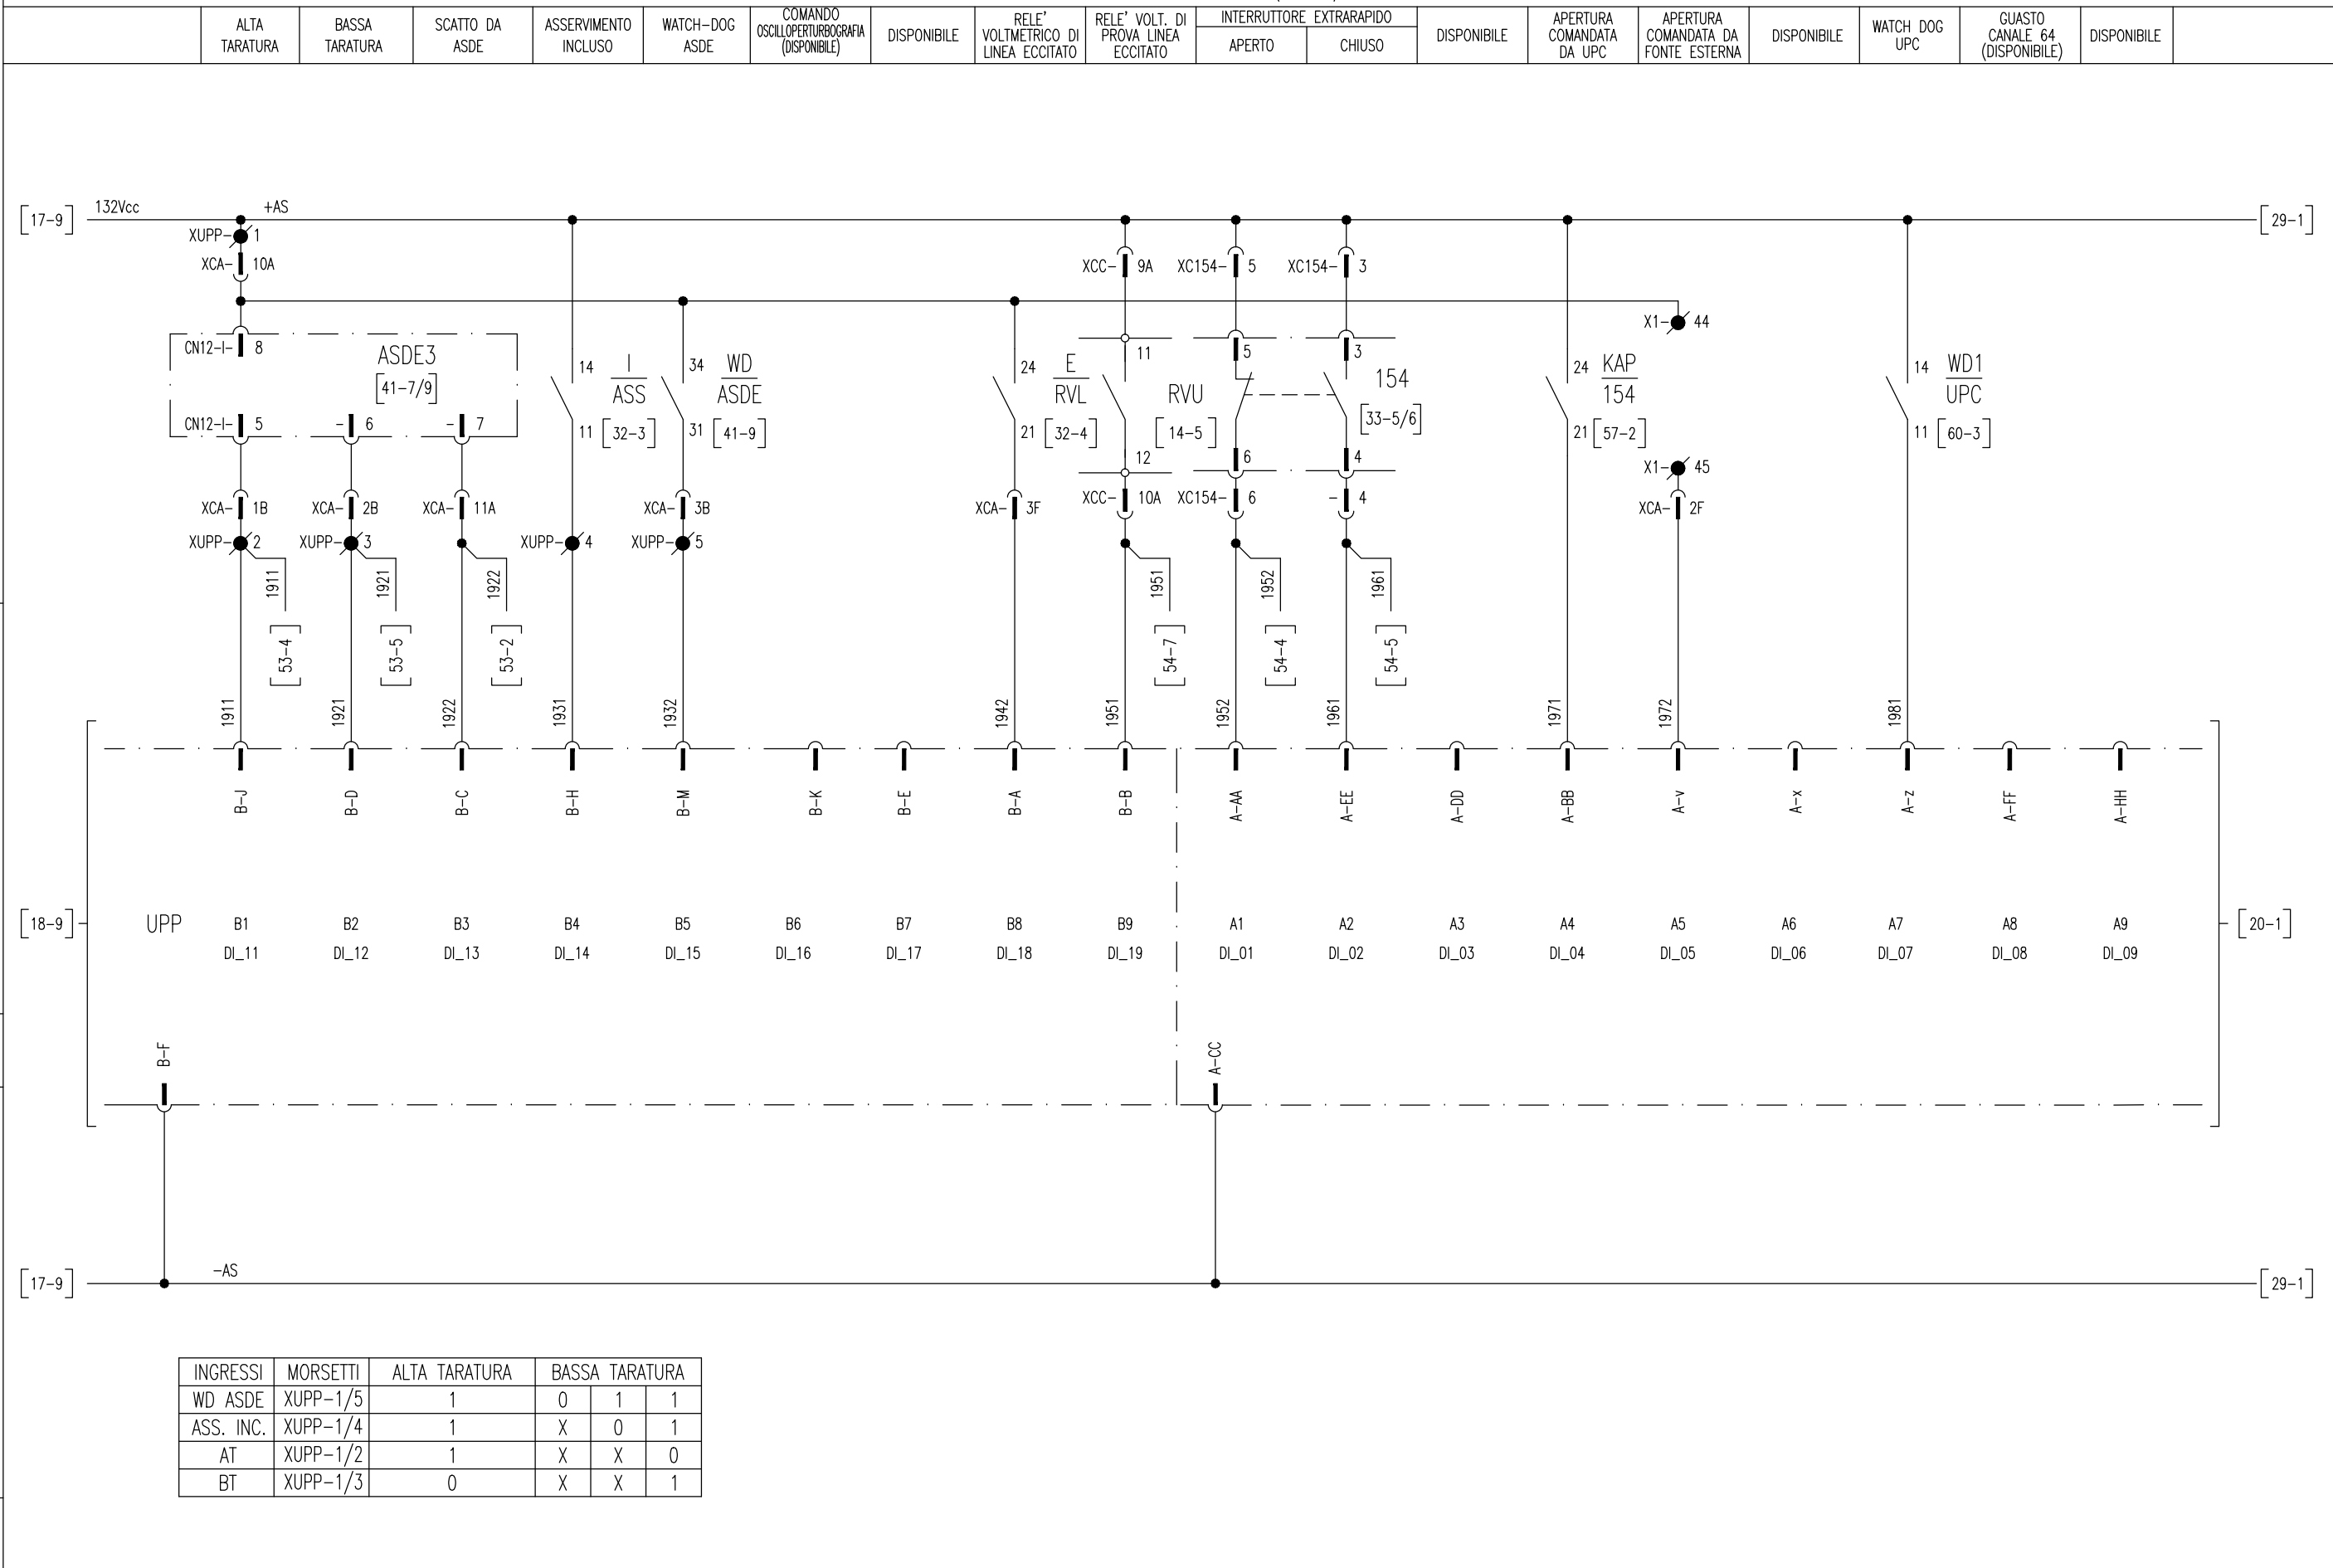 ALTA
TARATURA
BASSA
TARATURA
SCATTO DA
ASDE
ASSERVIMENTO
INCLUSO
WATCH-DOG
ASDE
COMANDO
OSCILLOPERTURBOGRAFIA
(DISPONIBILE)
DISPONIBILE
RELE'
VOLTMETRICO DI
LINEA ECCITATO
RELE' VOLT. DI
PROVA LINEA
ECCITATO
INTERRUTTORE EXTRARAPIDO
APERTO
CHIUSO
DISPONIBILE
APERTURA
COMANDATA
DA UPC
APERTURA
COMANDATA DA
FONTE ESTERNA
DISPONIBILE
WATCH DOG
UPC
GUASTO
CANALE 64
(DISPONIBILE)
DISPONIBILE
[17-9] 132Vcc +AS [29-1]
XUPP- 1
XCA- 10A XCC- 9A XC154- 5 XC154- 3
X1- 44
CN12-I- 8 ASDE3 11 5 3
[41-7/9]
14 I 34 WD 24 E 24 KAP 14 WD1
ASS ASDE RVL RVU 154 154 UPC
[33-5/6]
CN12-I- 5 - 6 - 7
11 [32-3] 31 [41-9] 21 [32-4] [14-5] 21 [57-2] 11 [60-3]
12 6 4 X1- 45
XCA- 1B XCA- 2B XCA- 11A XCA- 3B XCA- 3F XCC- 10A XC154- 6 - 4 XCA- 2F
XUPP- 2 XUPP- 3 XUPP- 4 XUPP- 5
1911 1921 1922 1951 1952 1961
[53-4] [53-5] [53-2] [54-7] [54-4] [54-5]
1911 1921 1922 1931 1932 1942 1951 1952 1961 1971 1972 1981
B-J B-D B-C B-H B-M B-K B-E B-A B-B A-AA A-EE A-DD A-BB A-v A-x A-z A-FF A-HH
[18-9] UPP B1 B2 B3 B4 B5 B6 B7 B8 B9 A1 A2 A3 A4 A5 A6 A7 A8 A9 [20-1]
DI_11 DI_12 DI_13 DI_14 DI_15 DI_16 DI_17 DI_18 DI_19 DI_01 DI_02 DI_03 DI_04 DI_05 DI_06 DI_07 DI_08 DI_09
B-F A-CC
[17-9] -AS [29-1]
INGRESSI MORSETTI ALTA TARATURA BASSA TARATURA
WD ASDE XUPP-1/5 1 0 1 1
ASS. INC. XUPP-1/4 1 X 0 1
AT XUPP-1/2 1 X X 0
BT XUPP-1/3 0 X X 1